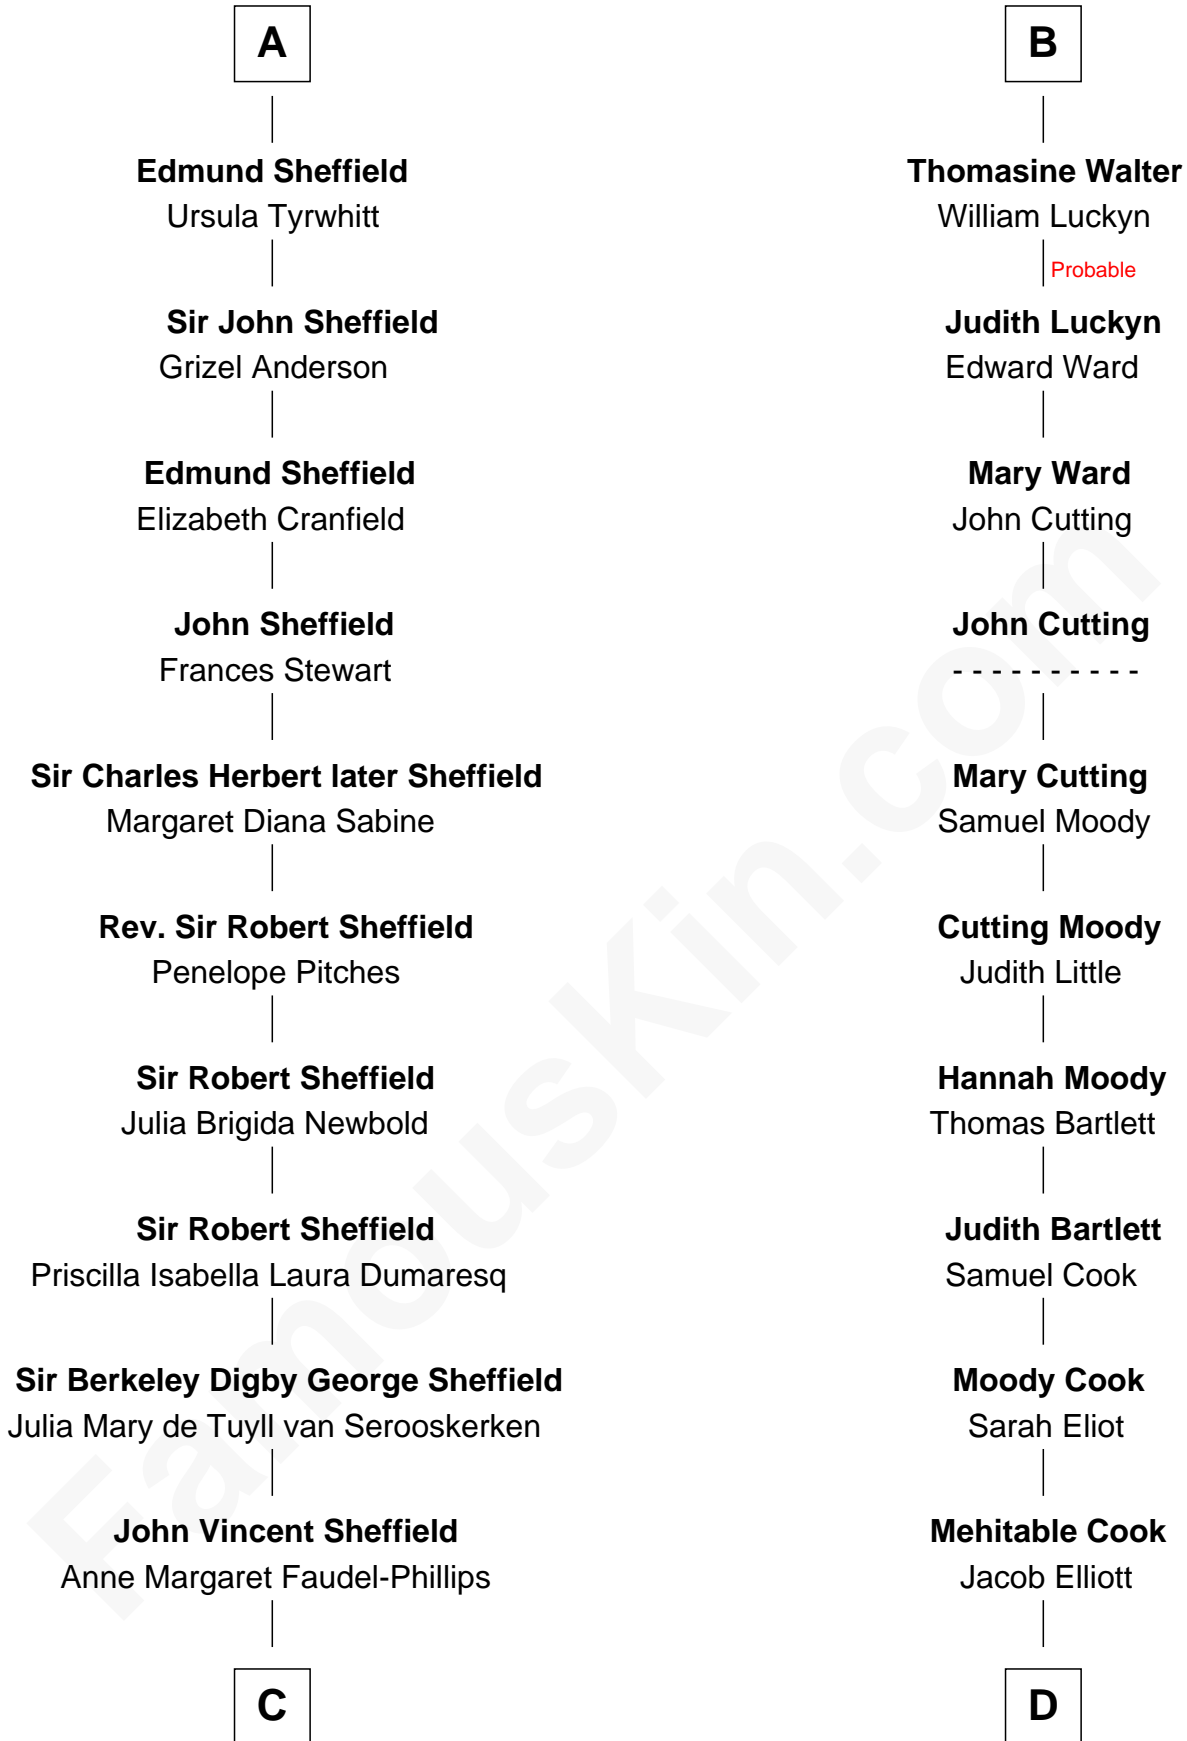 A
Edmund Sheffield
Ursula Tyrwhitt
Sir John Sheffield
Grizel Anderson
Edmund Sheffield
Elizabeth Cranfield
John Sheffield
Frances Stewart
Sir Charles Herbert later Sheffield
Margaret Diana Sabine
Rev. Sir Robert Sheffield
Penelope Pitches
Sir Robert Sheffield
Julia Brigida Newbold
Sir Robert Sheffield
Priscilla Isabella Laura Dumaresq
Sir Berkeley Digby George Sheffield
Julia Mary de Tuyll van Serooskerken
John Vincent Sheffield
Anne Margaret Faudel-Phillips
C
B
Thomasine Walter
William Luckyn
Probable
Judith Luckyn
Edward Ward
Mary Ward
John Cutting
John Cutting
- - - - - - - - - -
Mary Cutting
Samuel Moody
Cutting Moody
Judith Little
Hannah Moody
Thomas Bartlett
Judith Bartlett
Samuel Cook
Moody Cook
Sarah Eliot
Mehitable Cook
Jacob Elliott
D
FamousKin.com